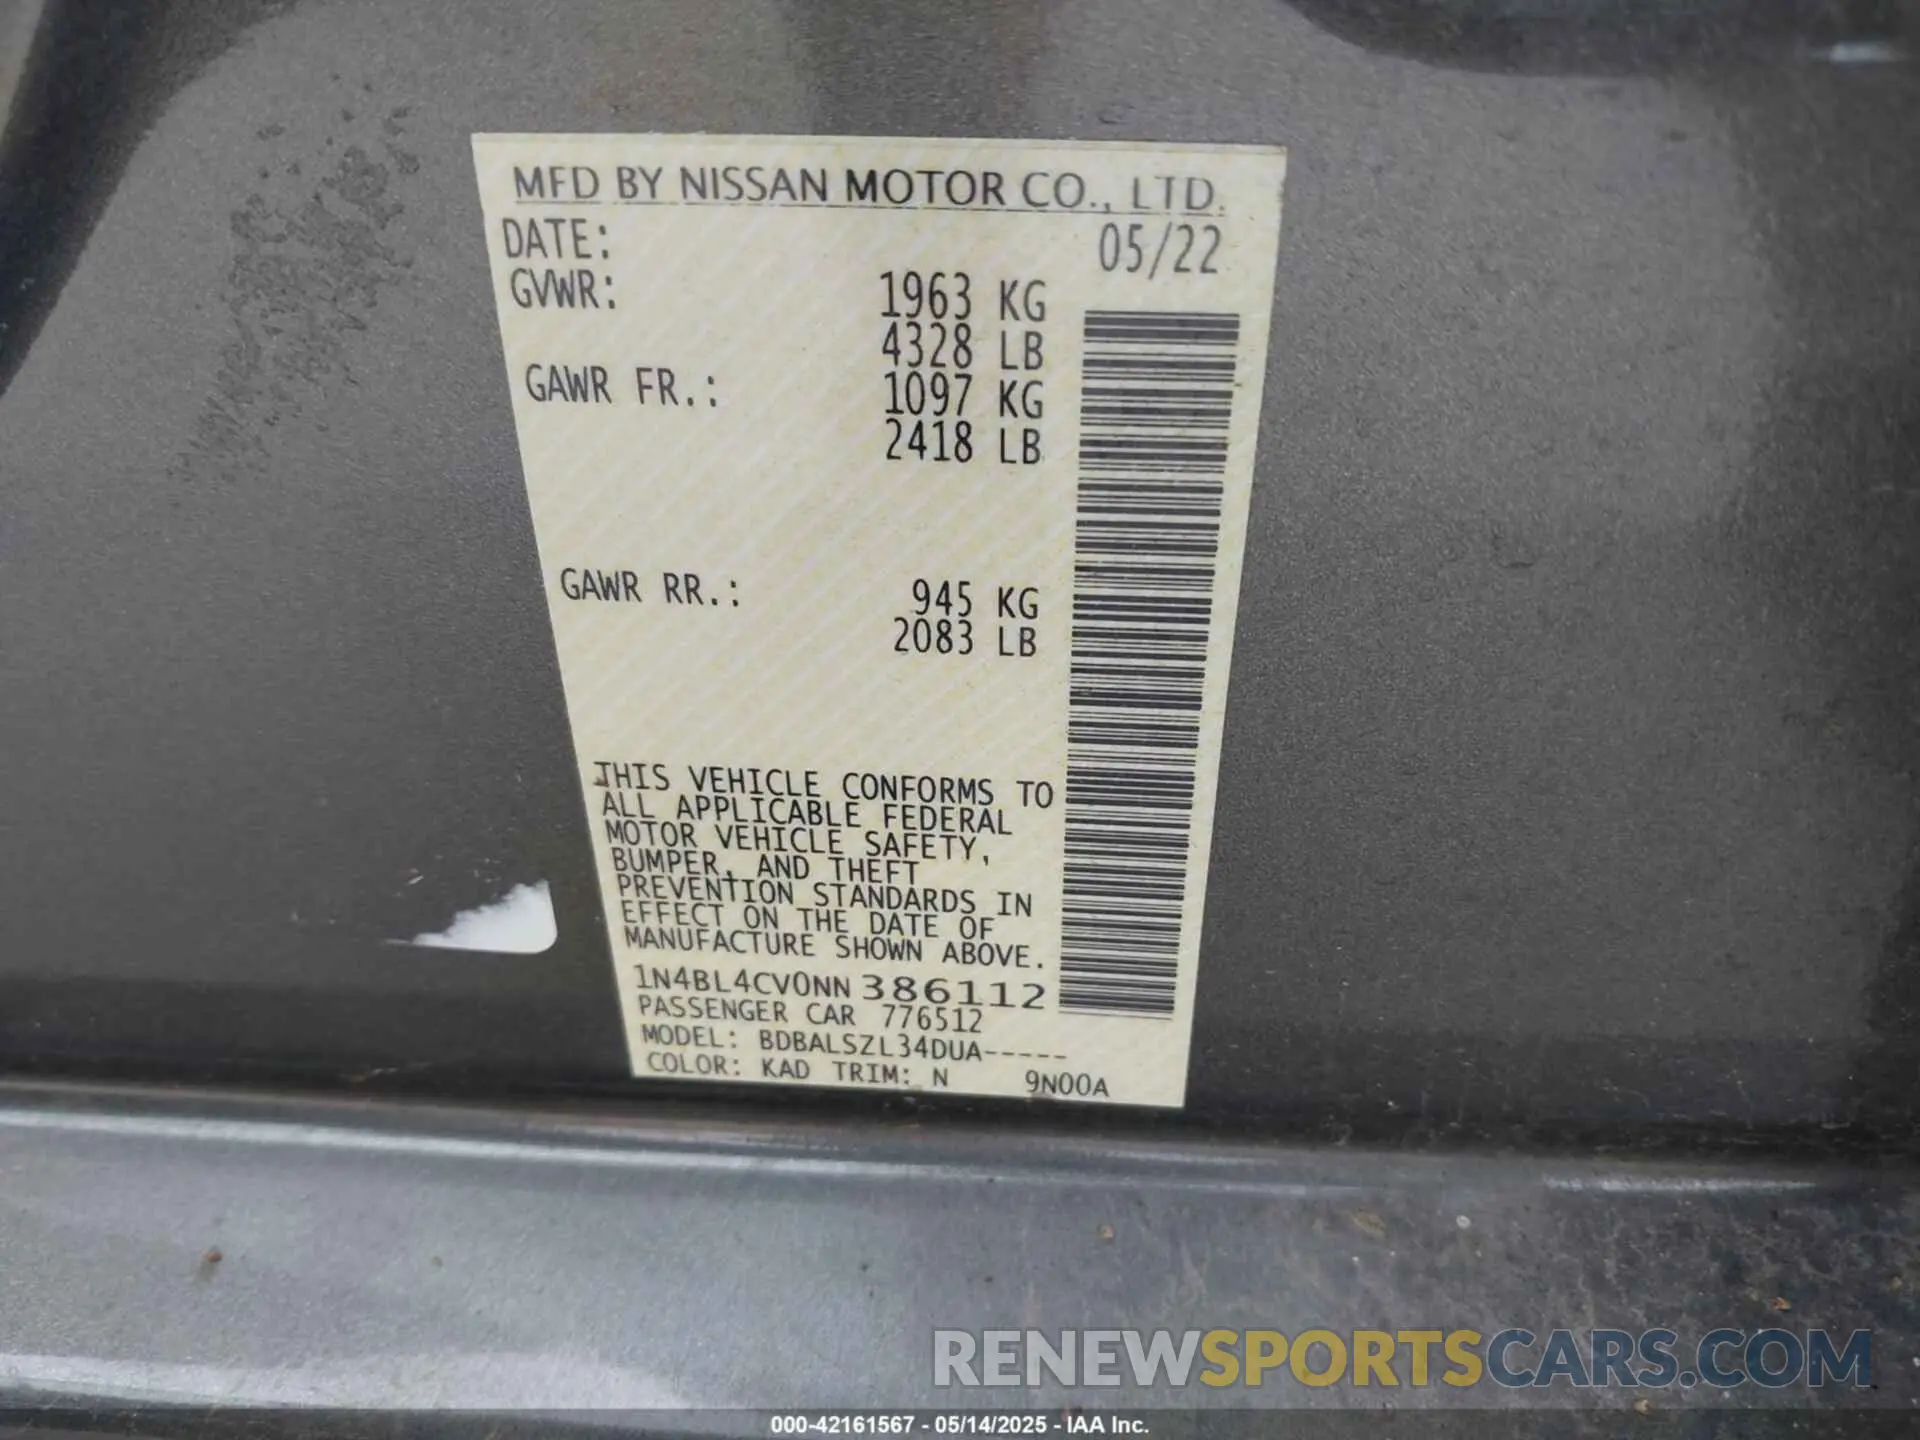 MFD BY NISSAN MOTOR CO., LTD.
DATE: 05/22
GVWR: 1963 KG
4328 LB
GAWR FR.: 1097 KG
2418 LB
GAWR RR.: 945 KG
2083 LB
THIS VEHICLE CONFORMS TO
ALL APPLICABLE FEDERAL
MOTOR VEHICLE SAFETY,
BUMPER, AND THEFT
PREVENTION STANDARDS IN
EFFECT ON THE DATE OF
MANUFACTURE SHOWN ABOVE.
1N4BL4CV0NN386112
PASSENGER CAR 776512
MODEL: BDBALSZL34DUA-----
COLOR: KAD TRIM: N 9N00A
RENEWSPORTSCARS.COM
000-42161567 - 05/14/2025 - IAA Inc.